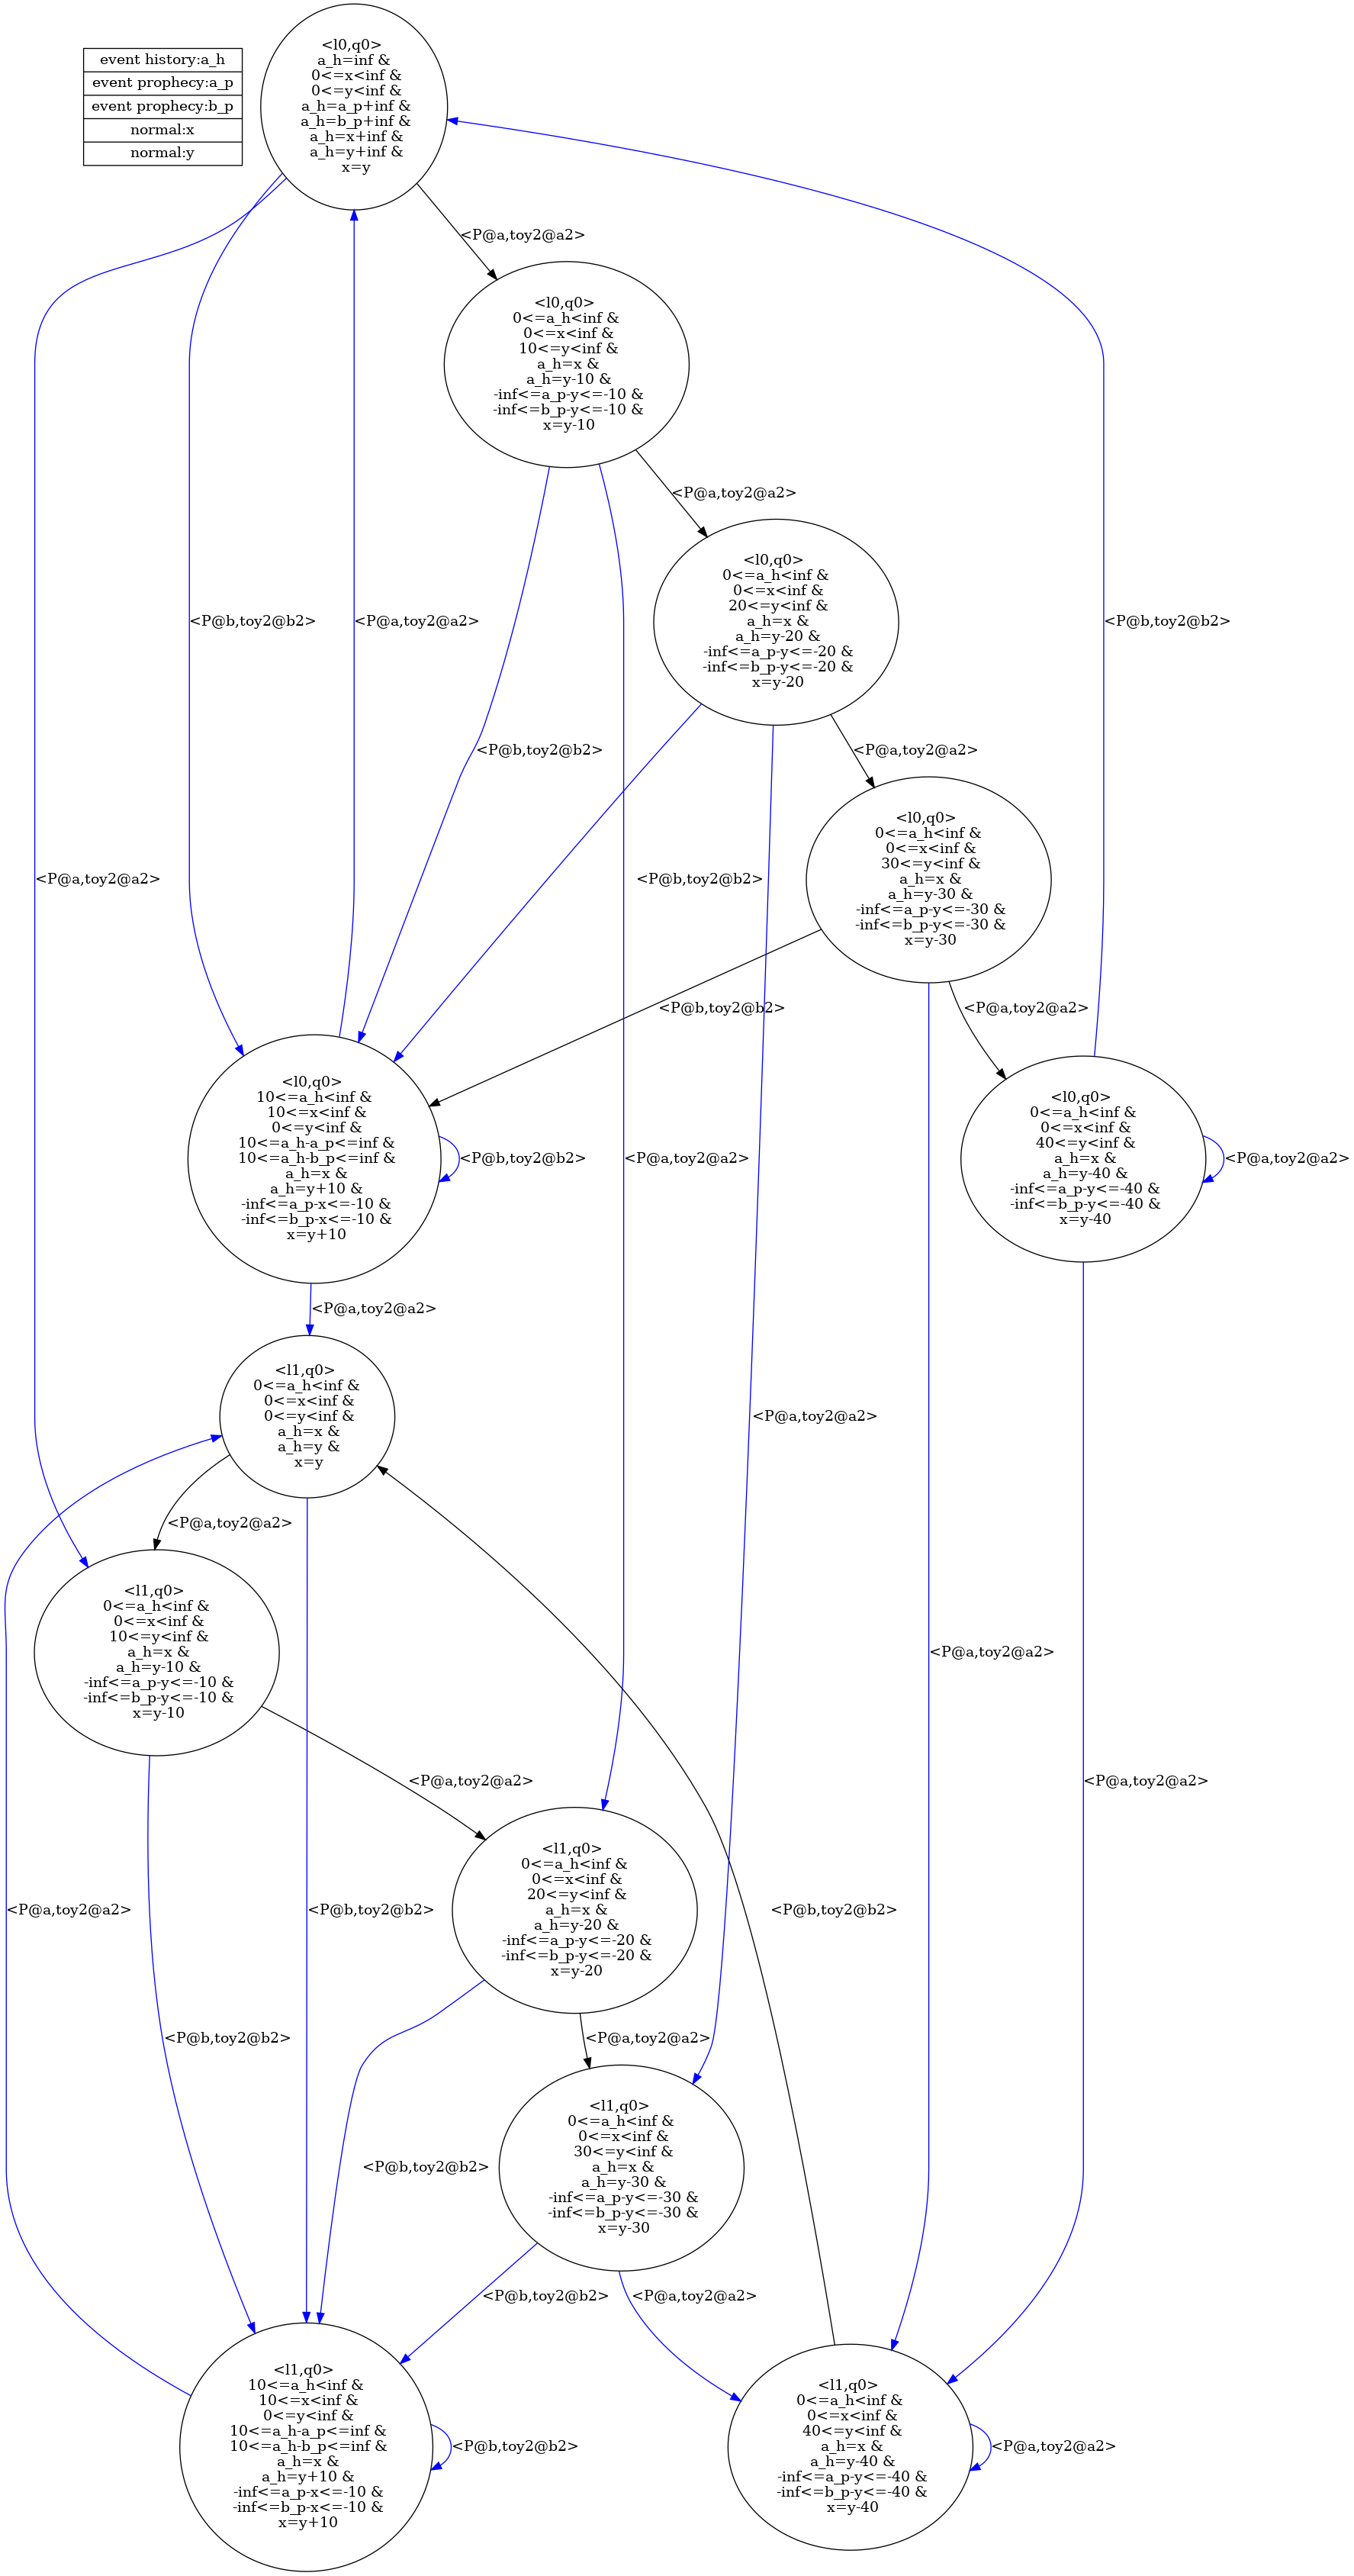 <l0,q0>
a_h=inf &
0<=x<inf &
0<=y<inf &
a_h=a_p+inf &
a_h=b_p+inf &
a_h=x+inf &
a_h=y+inf &
x=y
event history:a_h
event prophecy:a_p
event prophecy:b_p
normal:x
normal:y
<P@a,toy2@a2>
<l0,q0>
0<=a_h<inf &
0<=x<inf &
10<=y<inf &
a_h=x &
a_h=y-10 &
-inf<=a_p-y<=-10 &
-inf<=b_p-y<=-10 &
x=y-10
<P@a,toy2@a2>
<l0,q0>
0<=a_h<inf &
0<=x<inf &
20<=y<inf &
a_h=x &
a_h=y-20 &
-inf<=a_p-y<=-20 &
-inf<=b_p-y<=-20 &
x=y-20
<P@b,toy2@b2>
<P@a,toy2@a2>
<P@b,toy2@b2>
<P@b,toy2@b2>
<P@a,toy2@a2>
<l0,q0>
0<=a_h<inf &
0<=x<inf &
30<=y<inf &
a_h=x &
a_h=y-30 &
-inf<=a_p-y<=-30 &
-inf<=b_p-y<=-30 &
x=y-30
<P@a,toy2@a2>
<P@b,toy2@b2>
<P@b,toy2@b2>
<P@a,toy2@a2>
<l0,q0>
10<=a_h<inf &
10<=x<inf &
0<=y<inf &
10<=a_h-a_p<=inf &
10<=a_h-b_p<=inf &
a_h=x &
a_h=y+10 &
-inf<=a_p-x<=-10 &
-inf<=b_p-x<=-10 &
x=y+10
<P@b,toy2@b2>
<P@a,toy2@a2>
<l0,q0>
0<=a_h<inf &
0<=x<inf &
40<=y<inf &
a_h=x &
a_h=y-40 &
-inf<=a_p-y<=-40 &
-inf<=b_p-y<=-40 &
x=y-40
<P@a,toy2@a2>
<P@a,toy2@a2>
<l1,q0>
0<=a_h<inf &
0<=x<inf &
0<=y<inf &
a_h=x &
a_h=y &
x=y
<P@a,toy2@a2>
<P@a,toy2@a2>
<l1,q0>
0<=a_h<inf &
0<=x<inf &
10<=y<inf &
a_h=x &
a_h=y-10 &
-inf<=a_p-y<=-10 &
-inf<=b_p-y<=-10 &
x=y-10
<P@a,toy2@a2>
<P@a,toy2@a2>
<P@a,toy2@a2>
<l1,q0>
0<=a_h<inf &
0<=x<inf &
20<=y<inf &
a_h=x &
a_h=y-20 &
-inf<=a_p-y<=-20 &
-inf<=b_p-y<=-20 &
x=y-20
<P@a,toy2@a2>
<P@b,toy2@b2>
<P@b,toy2@b2>
<P@b,toy2@b2>
<P@a,toy2@a2>
<l1,q0>
0<=a_h<inf &
0<=x<inf &
30<=y<inf &
a_h=x &
a_h=y-30 &
-inf<=a_p-y<=-30 &
-inf<=b_p-y<=-30 &
x=y-30
<P@b,toy2@b2>
<P@b,toy2@b2>
<P@a,toy2@a2>
<l1,q0>
10<=a_h<inf &
10<=x<inf &
0<=y<inf &
10<=a_h-a_p<=inf &
10<=a_h-b_p<=inf &
a_h=x &
a_h=y+10 &
-inf<=a_p-x<=-10 &
-inf<=b_p-x<=-10 &
x=y+10
<P@b,toy2@b2>
<l1,q0>
0<=a_h<inf &
0<=x<inf &
40<=y<inf &
a_h=x &
a_h=y-40 &
-inf<=a_p-y<=-40 &
-inf<=b_p-y<=-40 &
x=y-40
<P@a,toy2@a2>